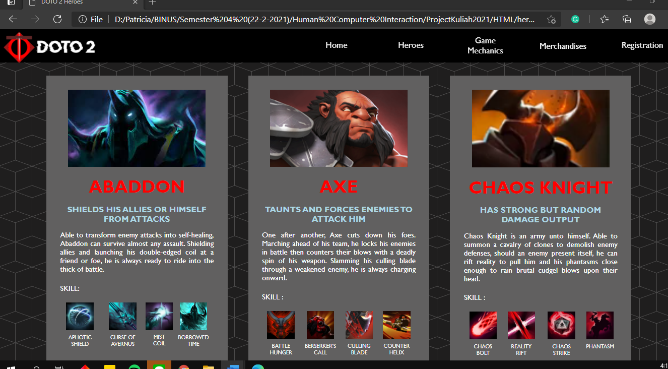 DOTO 2 Heroes
File
D:/Patricia/BINUS/Semester%204%20(22-2-2021)/Human%20Computer%20Interaction/ProjectKuliah2021/HTML/her...
DOTO 2
Home
Heroes
Game
Mechanics
Merchandises
Registration
ABADDON
SHIELDS HIS ALLIES OR HIMSELF
FROM ATTACKS
Able to transform enemy attacks into self-healing,
Abaddon can survive almost any assault. Shielding
allies and launching his double-edged coil at a
friend or foe, he is always ready to ride into the
thick of battle.
SKILL:
APHOTIC
SHIELD
CURSE OF
AVERNUS
MIST
COIL
BORROWED
TIME
AXE
TAUNTS AND FORCES ENEMIES TO
ATTACK HIM
One after another, Axe cuts down his foes.
Marching ahead of his team, he locks his enemies
in battle then counters their blows with a deadly
spin of his weapon. Slamming his culling blade
through a weakened enemy, he is always charging
onward.
SKILL :
BATTLE
HUNGER
BERSERKER'S
CALL
CULLING
BLADE
COUNTER
HELIX
CHAOS KNIGHT
HAS STRONG BUT RANDOM
DAMAGE OUTPUT
Chaos Knight is an army unto himself. Able to
summon a cavalry of clones to demolish enemy
defenses, should an enemy present itself, he can
rift reality to pull him and his phantasms close
enough to rain brutal cudgel blows upon their
head.
SKILL :
CHAOS
BOLT
REALITY
RIFT
CHAOS
STRIKE
PHANTASM